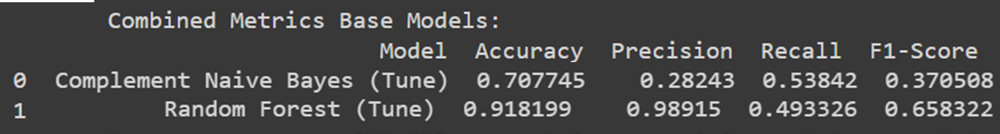 Combined Metrics Base Models:
Model Accuracy Precision Recall F1-Score
0 Complement Naive Bayes (Tune) 0.707745 0.28243 0.53842 0.370508
1 Random Forest (Tune) 0.918199 0.98915 0.493326 0.658322